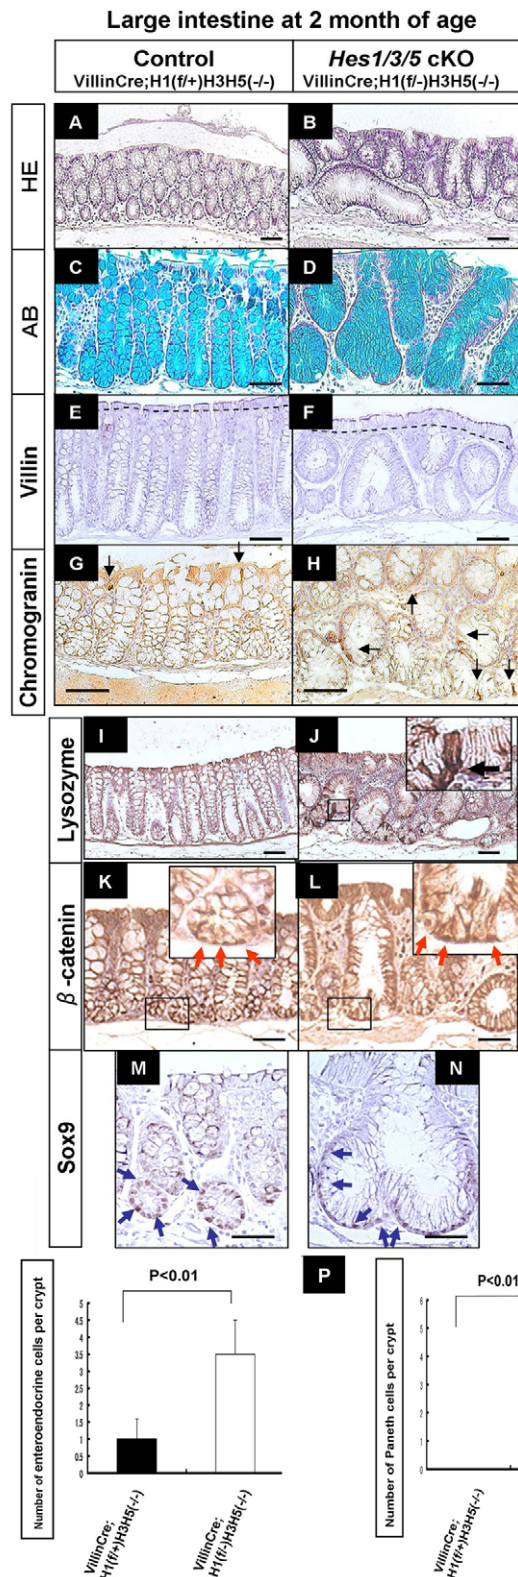 Large intestine at 2 month of age
Control
VillinCre;H1(f/+)H3H5(-/-)
Hes1/3/5 cKO
VillinCre;H1(f/-)H3H5(-/-)
HE
A
B
AB
C
D
Villin
E
F
Chromogranin
G
H
Lysozyme
I
J
β-catenin
K
L
Sox9
M
N
Number of enteroendocrine cells per crypt
P<0.01
5
4.5
4
3.5
3
2.5
2
1.5
1
0.5
0
VillinCre;
H1(f/+)H3H5(-/-)
VillinCre;
H1(f/-)H3H5(-/-)
P
Number of Paneth cells per crypt
P<0.01
6
5
4
3
2
1
0
VillinCre;
H1(f/+)H3H5(-/-)